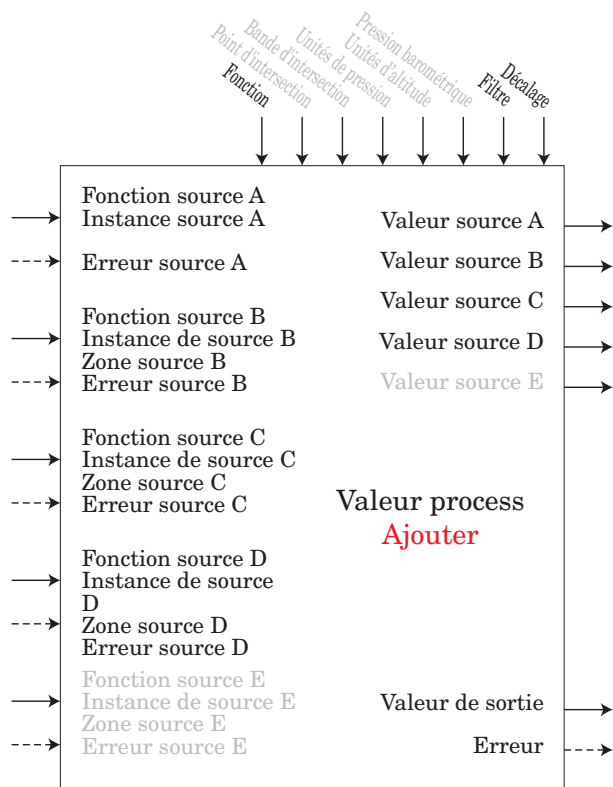 Fonction
Point d'intersection
Bande d'intersection
Unités de pression
Unités d'altitude
Pression barométrique
Filtre
Décalage
Fonction source A
Instance source A
Erreur source A
Fonction source B
Instance de source B
Zone source B
Erreur source B
Fonction source C
Instance de source C
Zone source C
Erreur source C
Fonction source D
Instance de source
D
Zone source D
Erreur source D
Fonction source E
Instance de source E
Zone source E
Erreur source E
Valeur source A
Valeur source B
Valeur source C
Valeur source D
Valeur source E
Valeur process
Ajouter
Valeur de sortie
Erreur